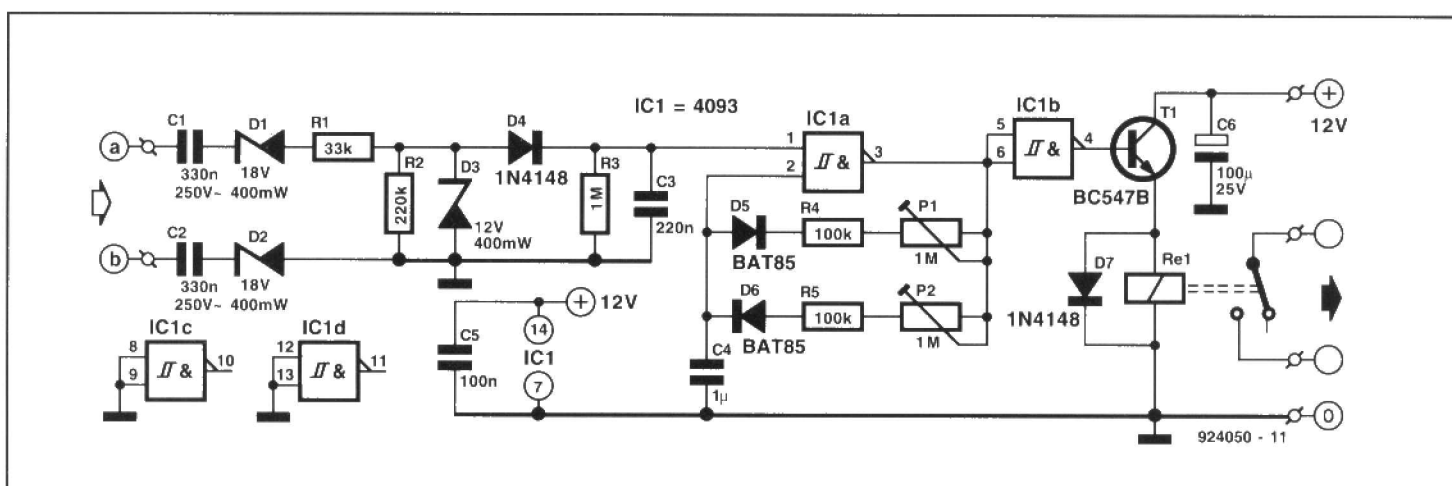 IC1 = 4093
C1
330n
250V~
D1
18V
400mW
R1
33k
D4
1N4148
R2
220k
D3
12V
400mW
R3
1M
C3
220n
a
b
C2
330n
250V~
D2
18V
400mW
IC1a
1
2
3
&
IC1b
5
6
4
&
T1
BC547B
C6
100µ
25V
+
12V
D5
BAT85
R4
100k
P1
1M
D6
BAT85
R5
100k
P2
1M
D7
1N4148
Re1
IC1c
8
9
10
&
IC1d
12
13
11
&
C5
100n
+ 12V
14
IC1
7
C4
1µ
0
924050 - 11